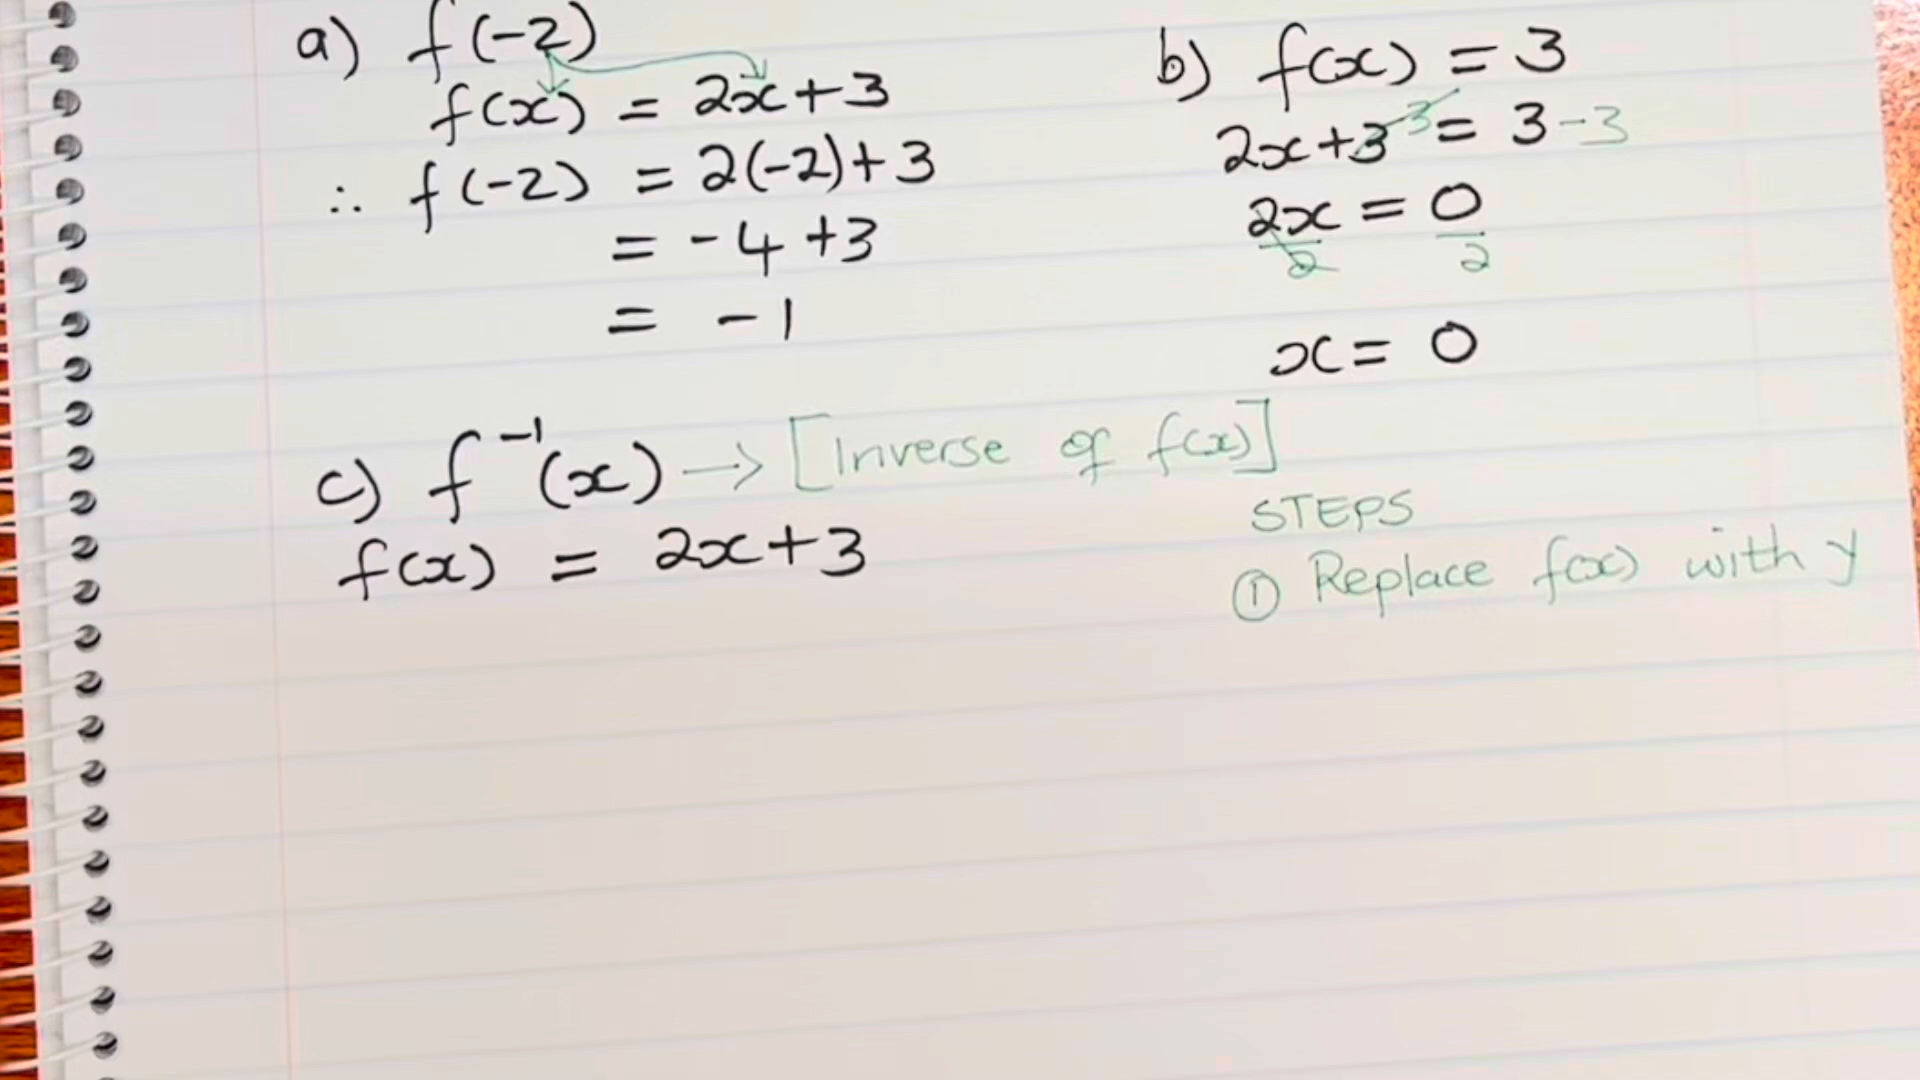 a) f(-2)
f(x) = 2x+3
∴ f(-2) = 2(-2)+3
= -4+3
= -1
b) f(x) = 3
2x+3-3 = 3-3
2x = 0
2 2
x = 0
c) f⁻¹(x) → [Inverse of f(x)]
f(x) = 2x+3
STEPS
① Replace f(x) with y